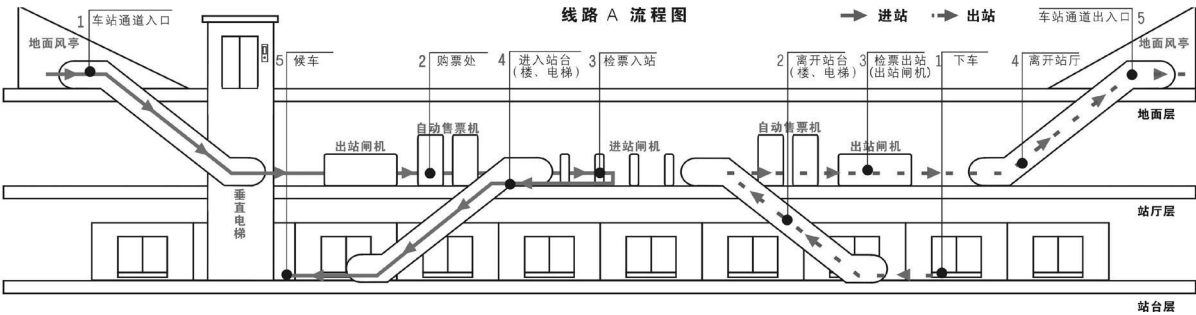 线路 A 流程图
进站
出站
1 车站通道入口
地面风亭
5 候车
2 购票处
4 进入站台
(楼、电梯)
3 检票入站
2 离开站台
(楼、电梯)
3 检票出站
(出站闸机)
1 下车
4 离开站厅
车站通道出入口 5
地面风亭
地面层
出站闸机
自动售票机
进站闸机
自动售票机
出站闸机
垂直电梯
站厅层
站台层